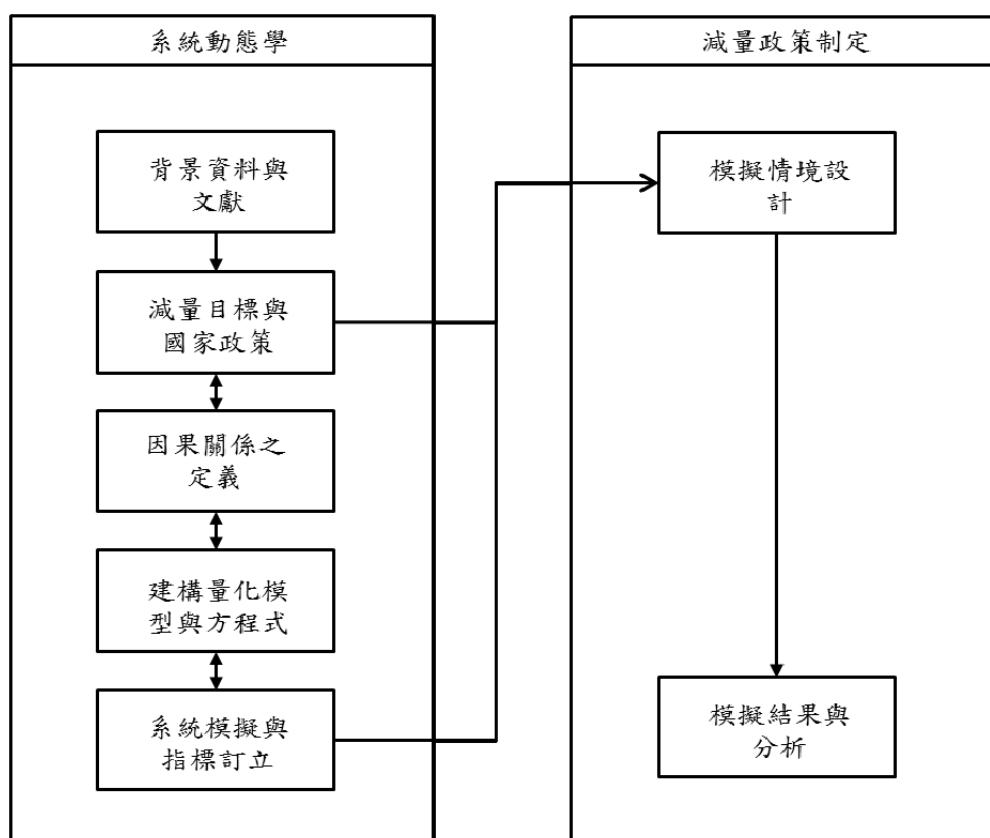 系統動態學
背景資料與
文獻
減量目標與
國家政策
因果關係之
定義
建構量化模
型與方程式
系統模擬與
指標訂立
減量政策制定
模擬情境設
計
模擬結果與
分析